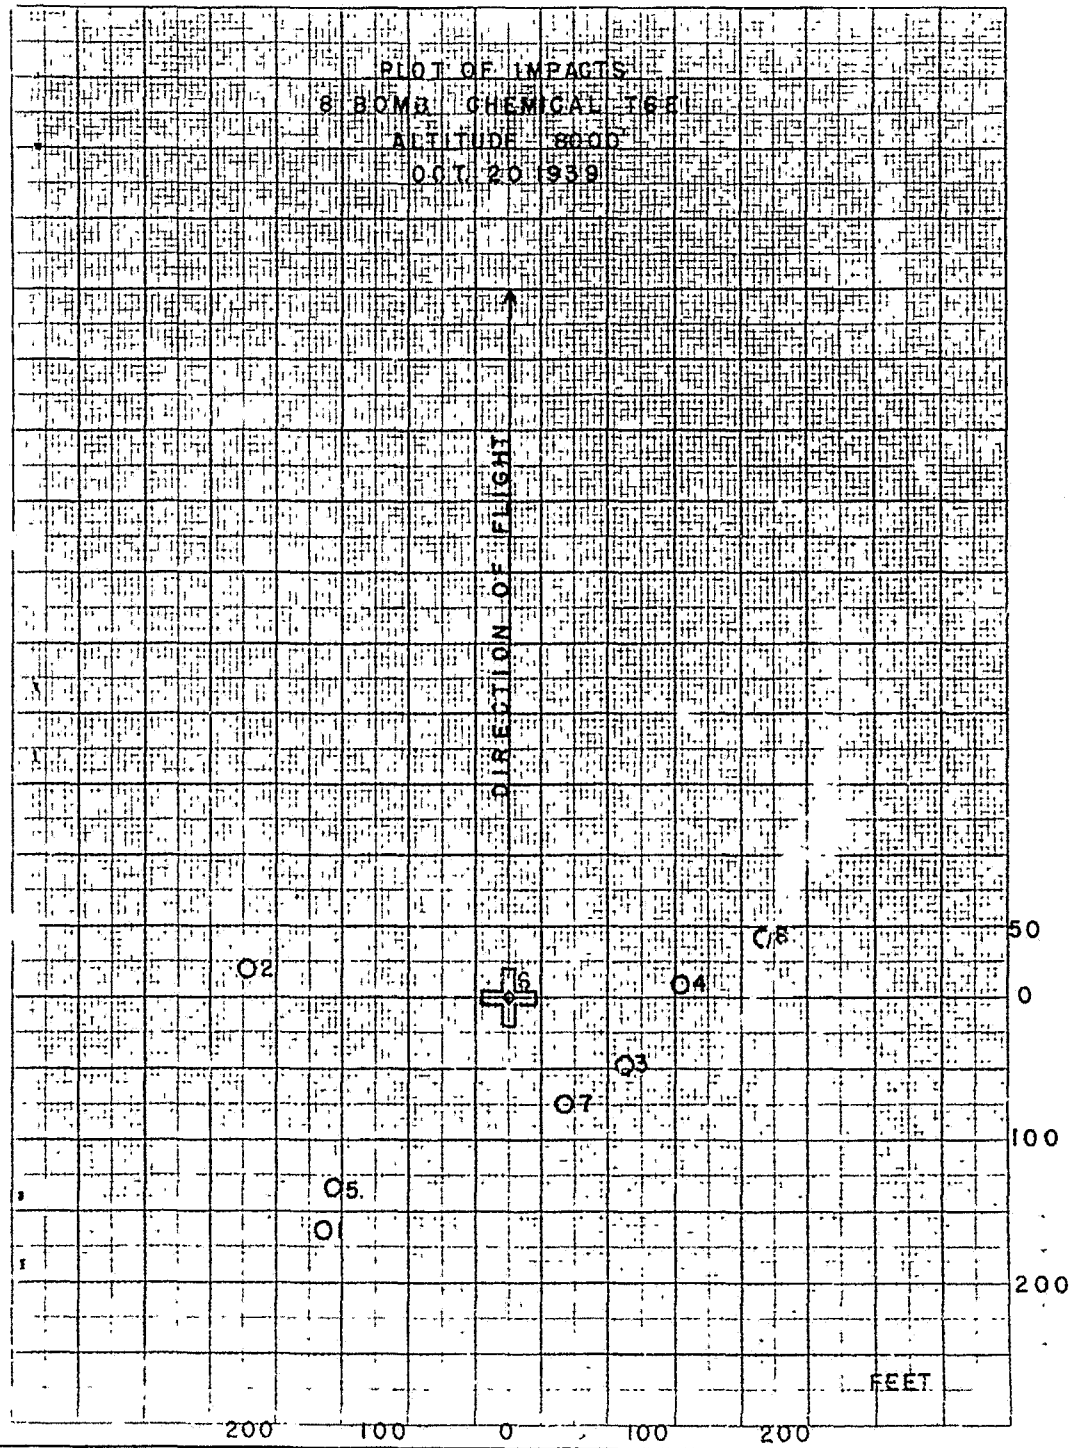 PLOT OF IMPACTS
8 BOMB CHEMICAL T6E1
ALTITUDE 8000'
OCT. 20 1939
DIRECTION OF FLIGHT
8
50
2
6
4
0
3
7
100
5
1
200
FEET
200 100 0 100 200